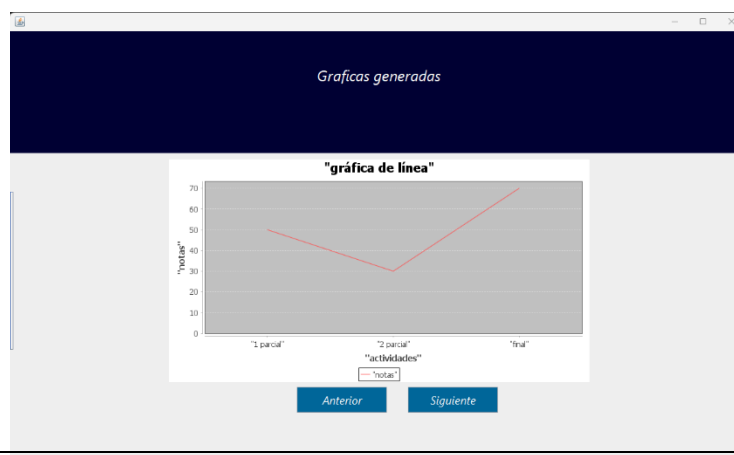 Graficas generadas
"gráfica de línea"
70
60
50
40
30
20
10
0
"notas"
"1 parcial" "2 parcial" "final"
"actividades"
"notas"
Anterior Siguiente